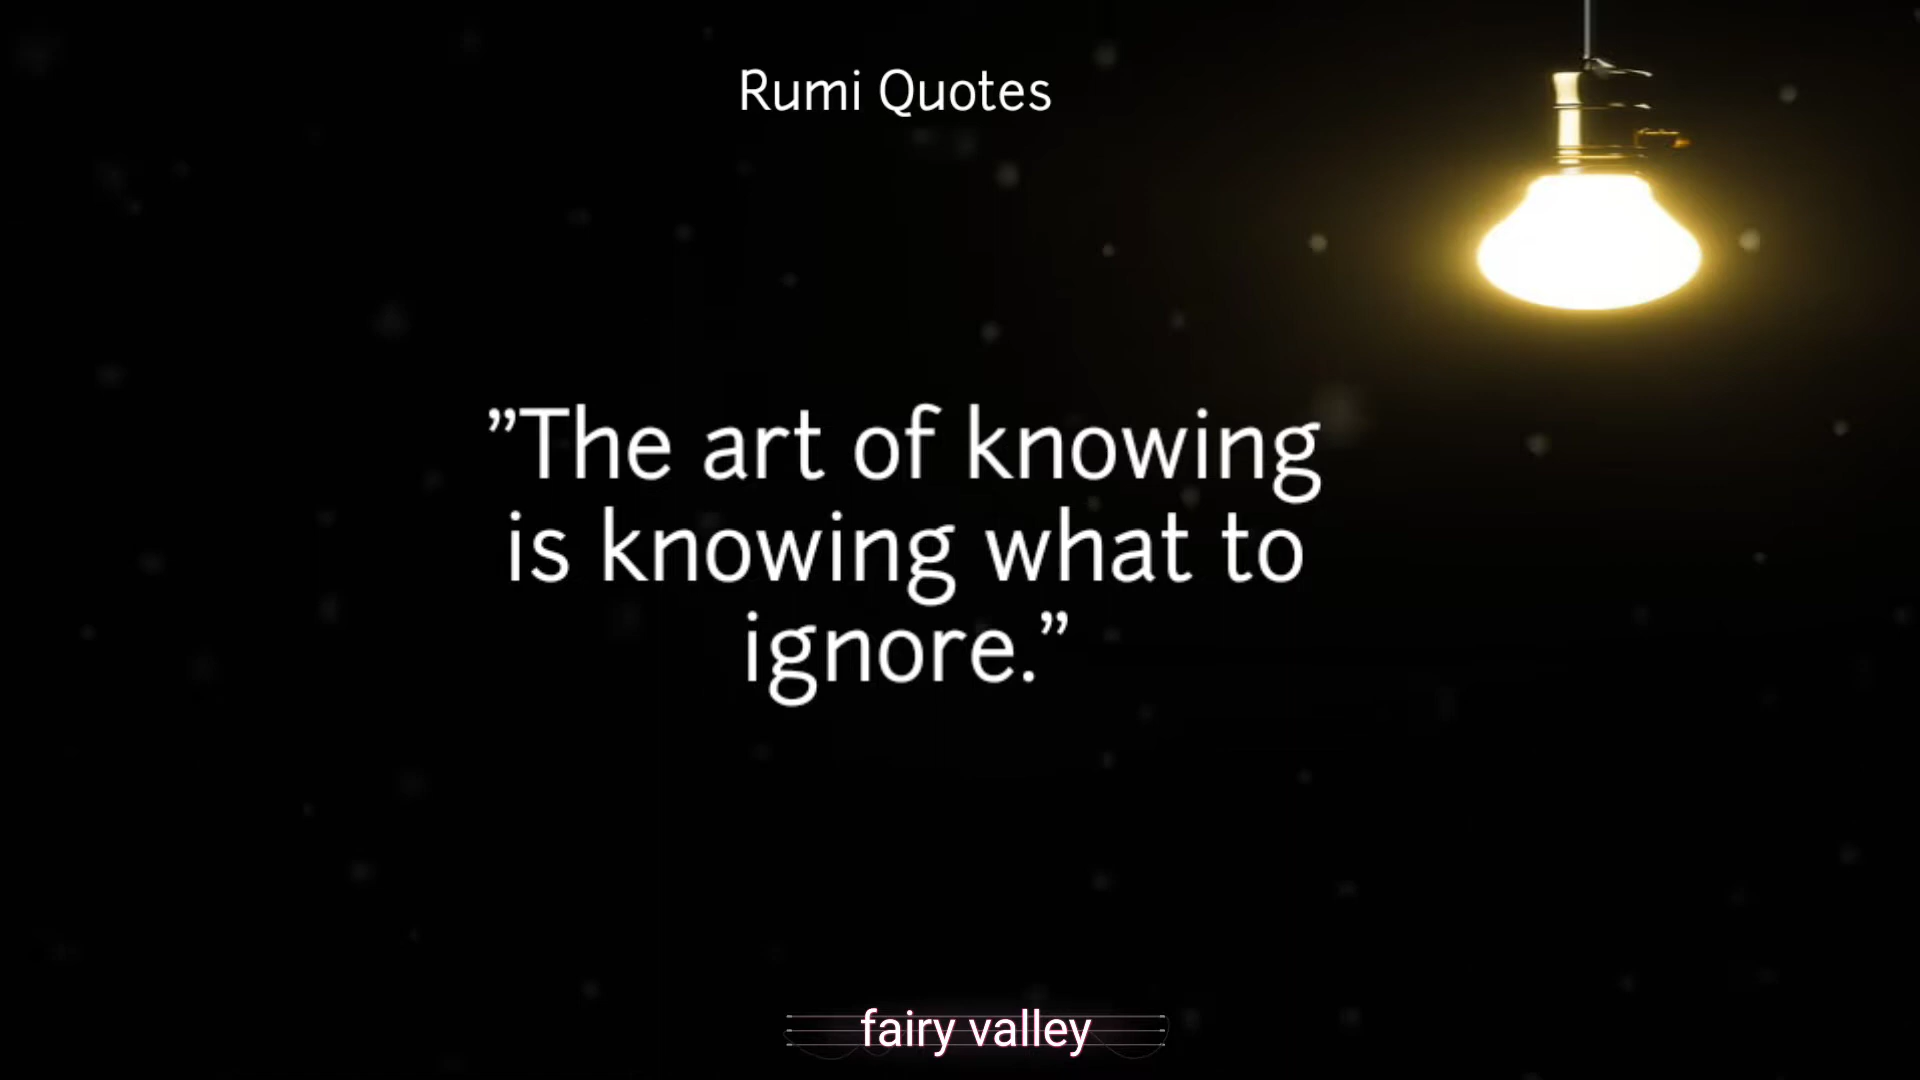 Rumi Quotes
”The art of knowing
is knowing what to
ignore.”
fairy valley